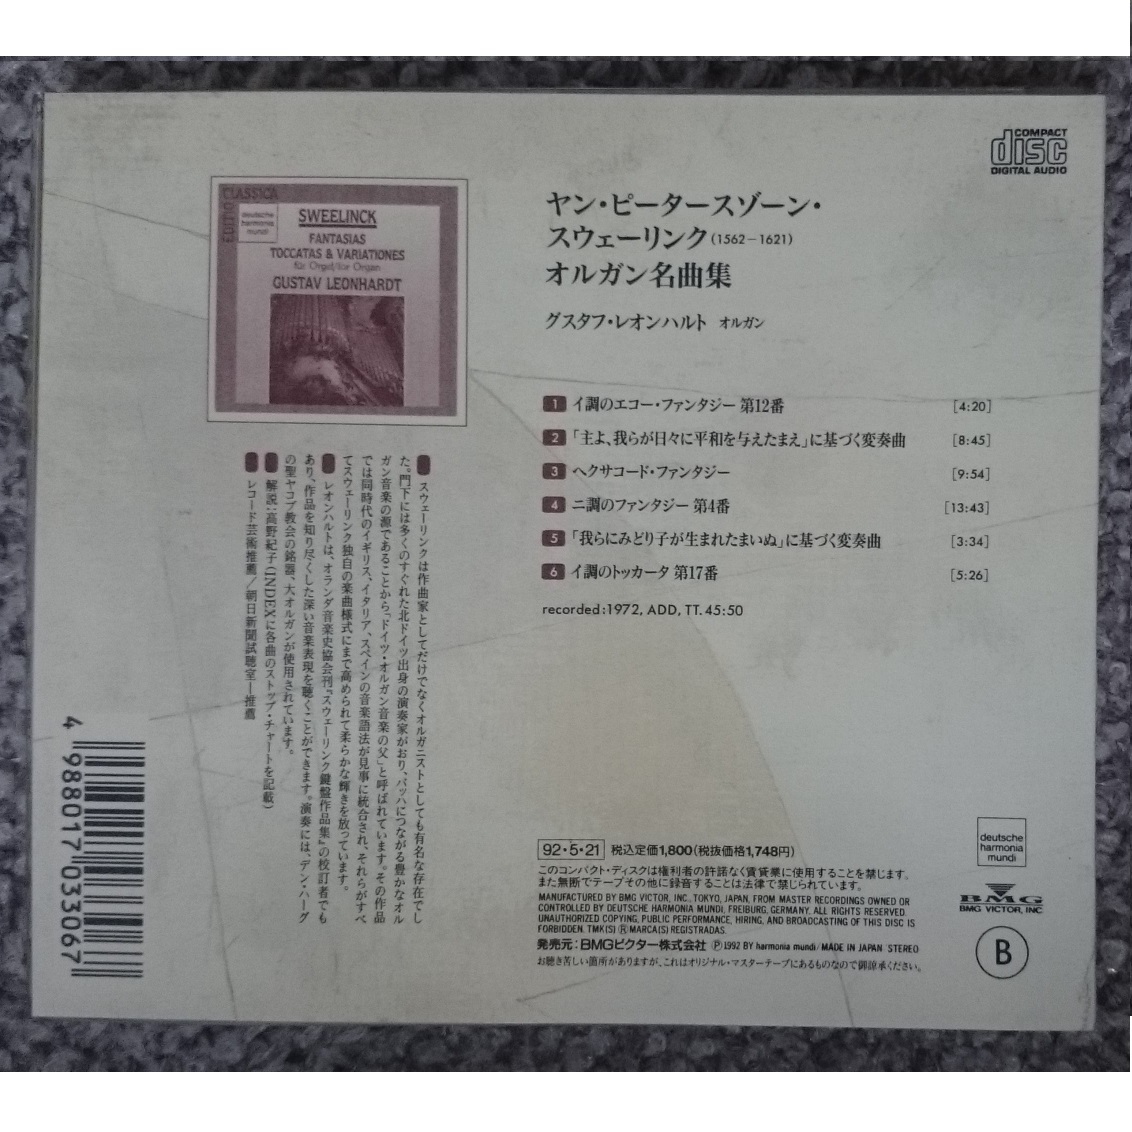 COMPACT
disc
DIGITAL AUDIO
CLASSICA
deutsche
harmonia
mundi
SWEELINCK
FANTASIAS
TOCCATAS & VARIATIONES
für Orgel/for Organ
GUSTAV LEONHARDT
ヤン・ピータースゾーン・
スウェーリンク(1562−1621)
オルガン名曲集
グスタフ・レオンハルト オルガン
1 イ調のエコー・ファンタジー 第12番 [4:20]
2 「主よ、我らが日々に平和を与えたまえ」に基づく変奏曲 [8:45]
3 ヘクサコード・ファンタジー [9:54]
4 ニ調のファンタジー 第4番 [13:43]
5 「我らにみどり子が生まれたまいぬ」に基づく変奏曲 [3:34]
6 イ調のトッカータ 第17番 [5:26]
recorded:1972, ADD, TT. 45:50
スウェーリンクは作曲家としてだけでなくオルガニストとしても有名な存在でし
た。門下には多くのすぐれた北ドイツ出身の演奏家がおり、バッハにつながる豊かなオル
ガン音楽の源であることから「ドイツ・オルガン音楽の父」と呼ばれています。その作品
では同時代のイギリス、イタリア、スペインの音楽語法が見事に統合され、それらがすべ
てスウェーリンク独自の楽曲様式にまで高められて柔らかな輝きを放っています。
レオンハルトは、オランダ音楽史協会刊『スウェーリンク鍵盤作品集』の校訂者でも
あり、作品を知り尽くした深い音楽表現を聴くことができます。演奏には、デン・ハーグ
の聖ヤコブ教会の銘器、大オルガンが使用されています。
解説：高野紀子(INDEXに各曲のストップ・チャートを記載)
レコード芸術推薦／朝日新聞試聴室―推薦
4 988017 033067
92・5・21 税込定価1,800(税抜価格1,748円)
このコンパクト・ディスクは権利者の許諾なく賃貸業に使用することを禁じます。
また無断でテープその他に録音することは法律で禁じられています。
MANUFACTURED BY BMG VICTOR, INC., TOKYO, JAPAN. FROM MASTER RECORDINGS OWNED OR
CONTROLLED BY DEUTSCHE HARMONIA MUNDI, FREIBURG, GERMANY. ALL RIGHTS RESERVED.
UNAUTHORIZED COPYING, PUBLIC PERFORMANCE, HIRING, AND BROADCASTING OF THIS DISC IS
FORBIDDEN. TMK(S) Ⓡ MARCA(S) REGISTRADAS.
発売元：BMGビクター株式会社 Ⓟ1992 BY harmonia mundi/MADE IN JAPAN STEREO
お聴き苦しい箇所がありますが、これはオリジナル・マスターテープにあるものなので御諒承ください。
deutsche
harmonia
mundi
BMG
BMG VICTOR, INC
B